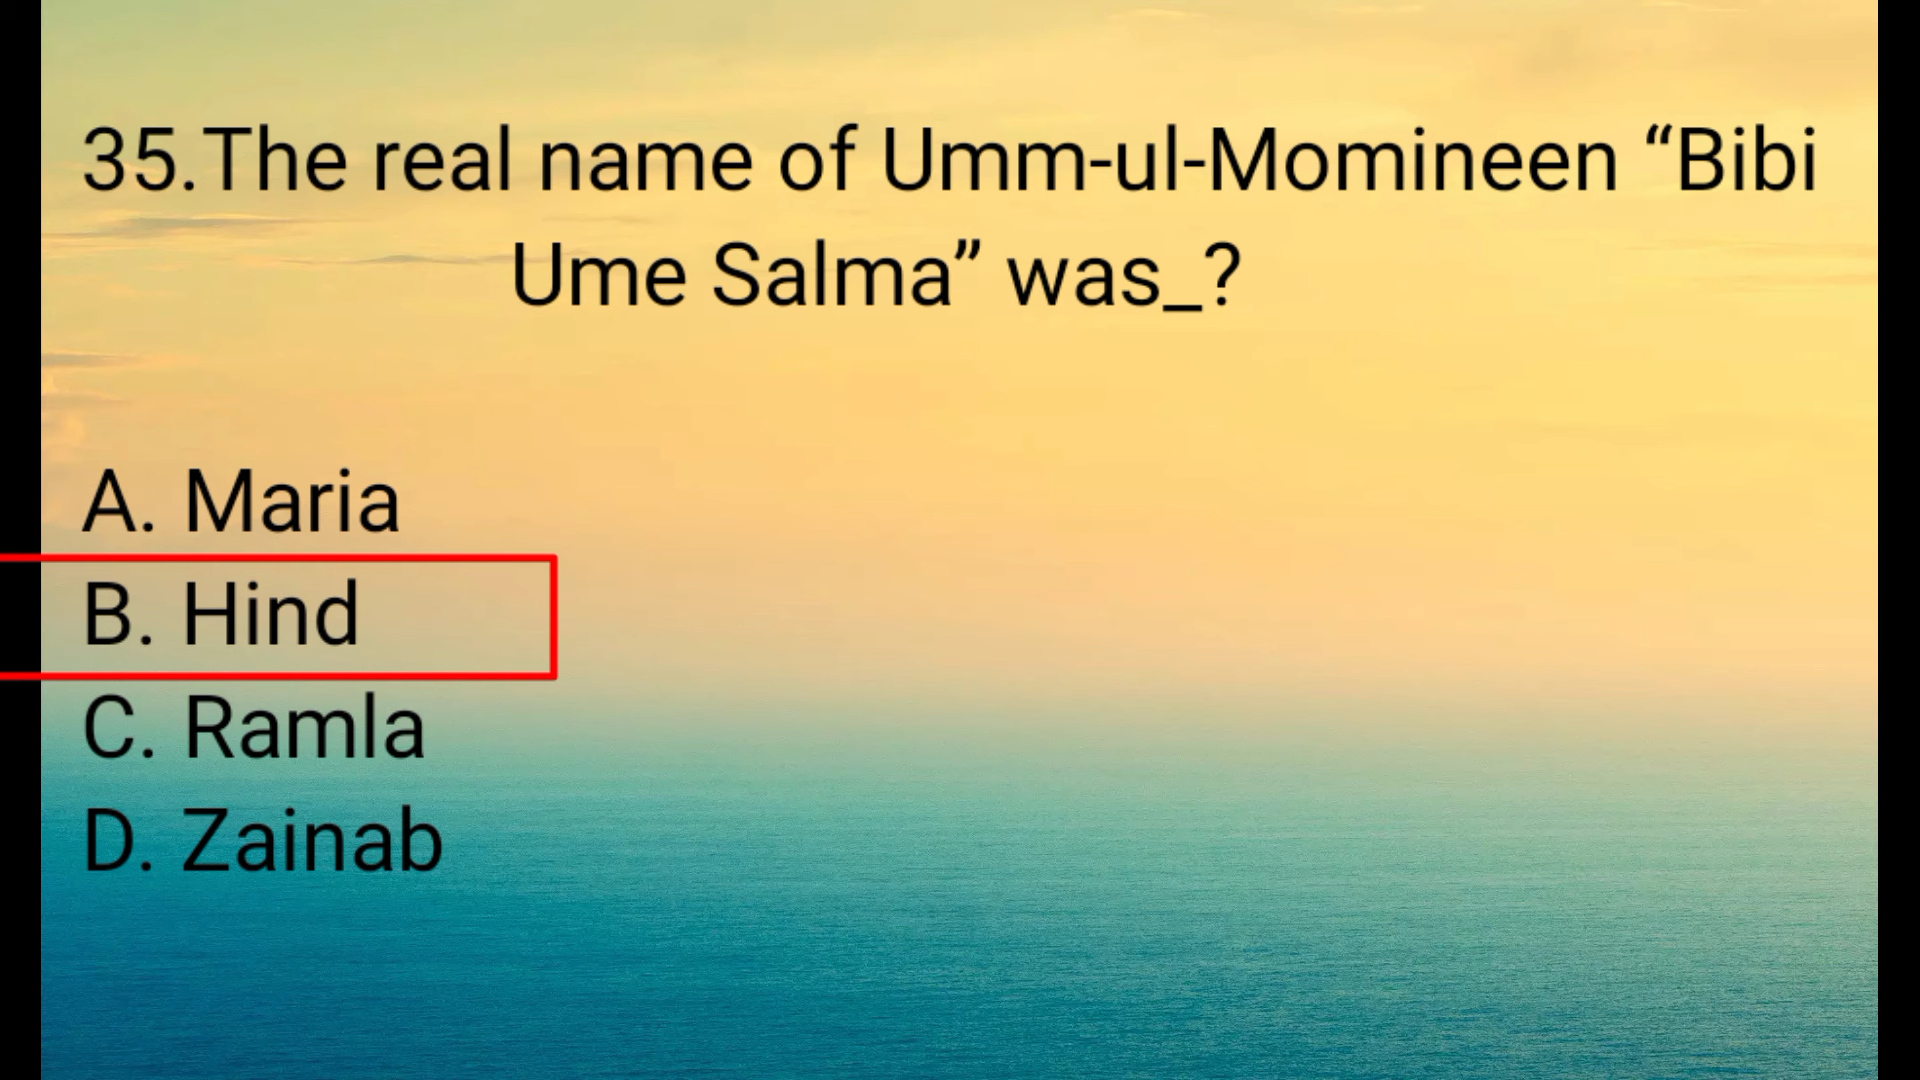 35.The real name of Umm-ul-Momineen “Bibi
Ume Salma” was_?
A. Maria
B. Hind
C. Ramla
D. Zainab